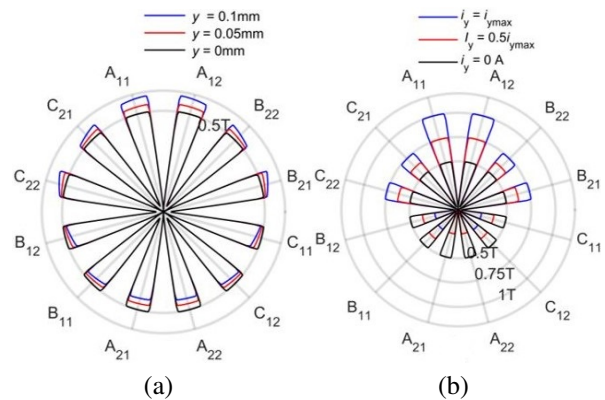 y = 0.1mm
y = 0.05mm
y = 0mm
A11
A12
C21
B22
0.5T
C22
B21
B12
C11
B11
C12
A21
A22
(a)
iy = iymax
Iy = 0.5iymax
iy = 0 A
A11
A12
C21
B22
C22
B21
B12
C11
0.5T
0.75T
1T
B11
C12
A21
A22
(b)